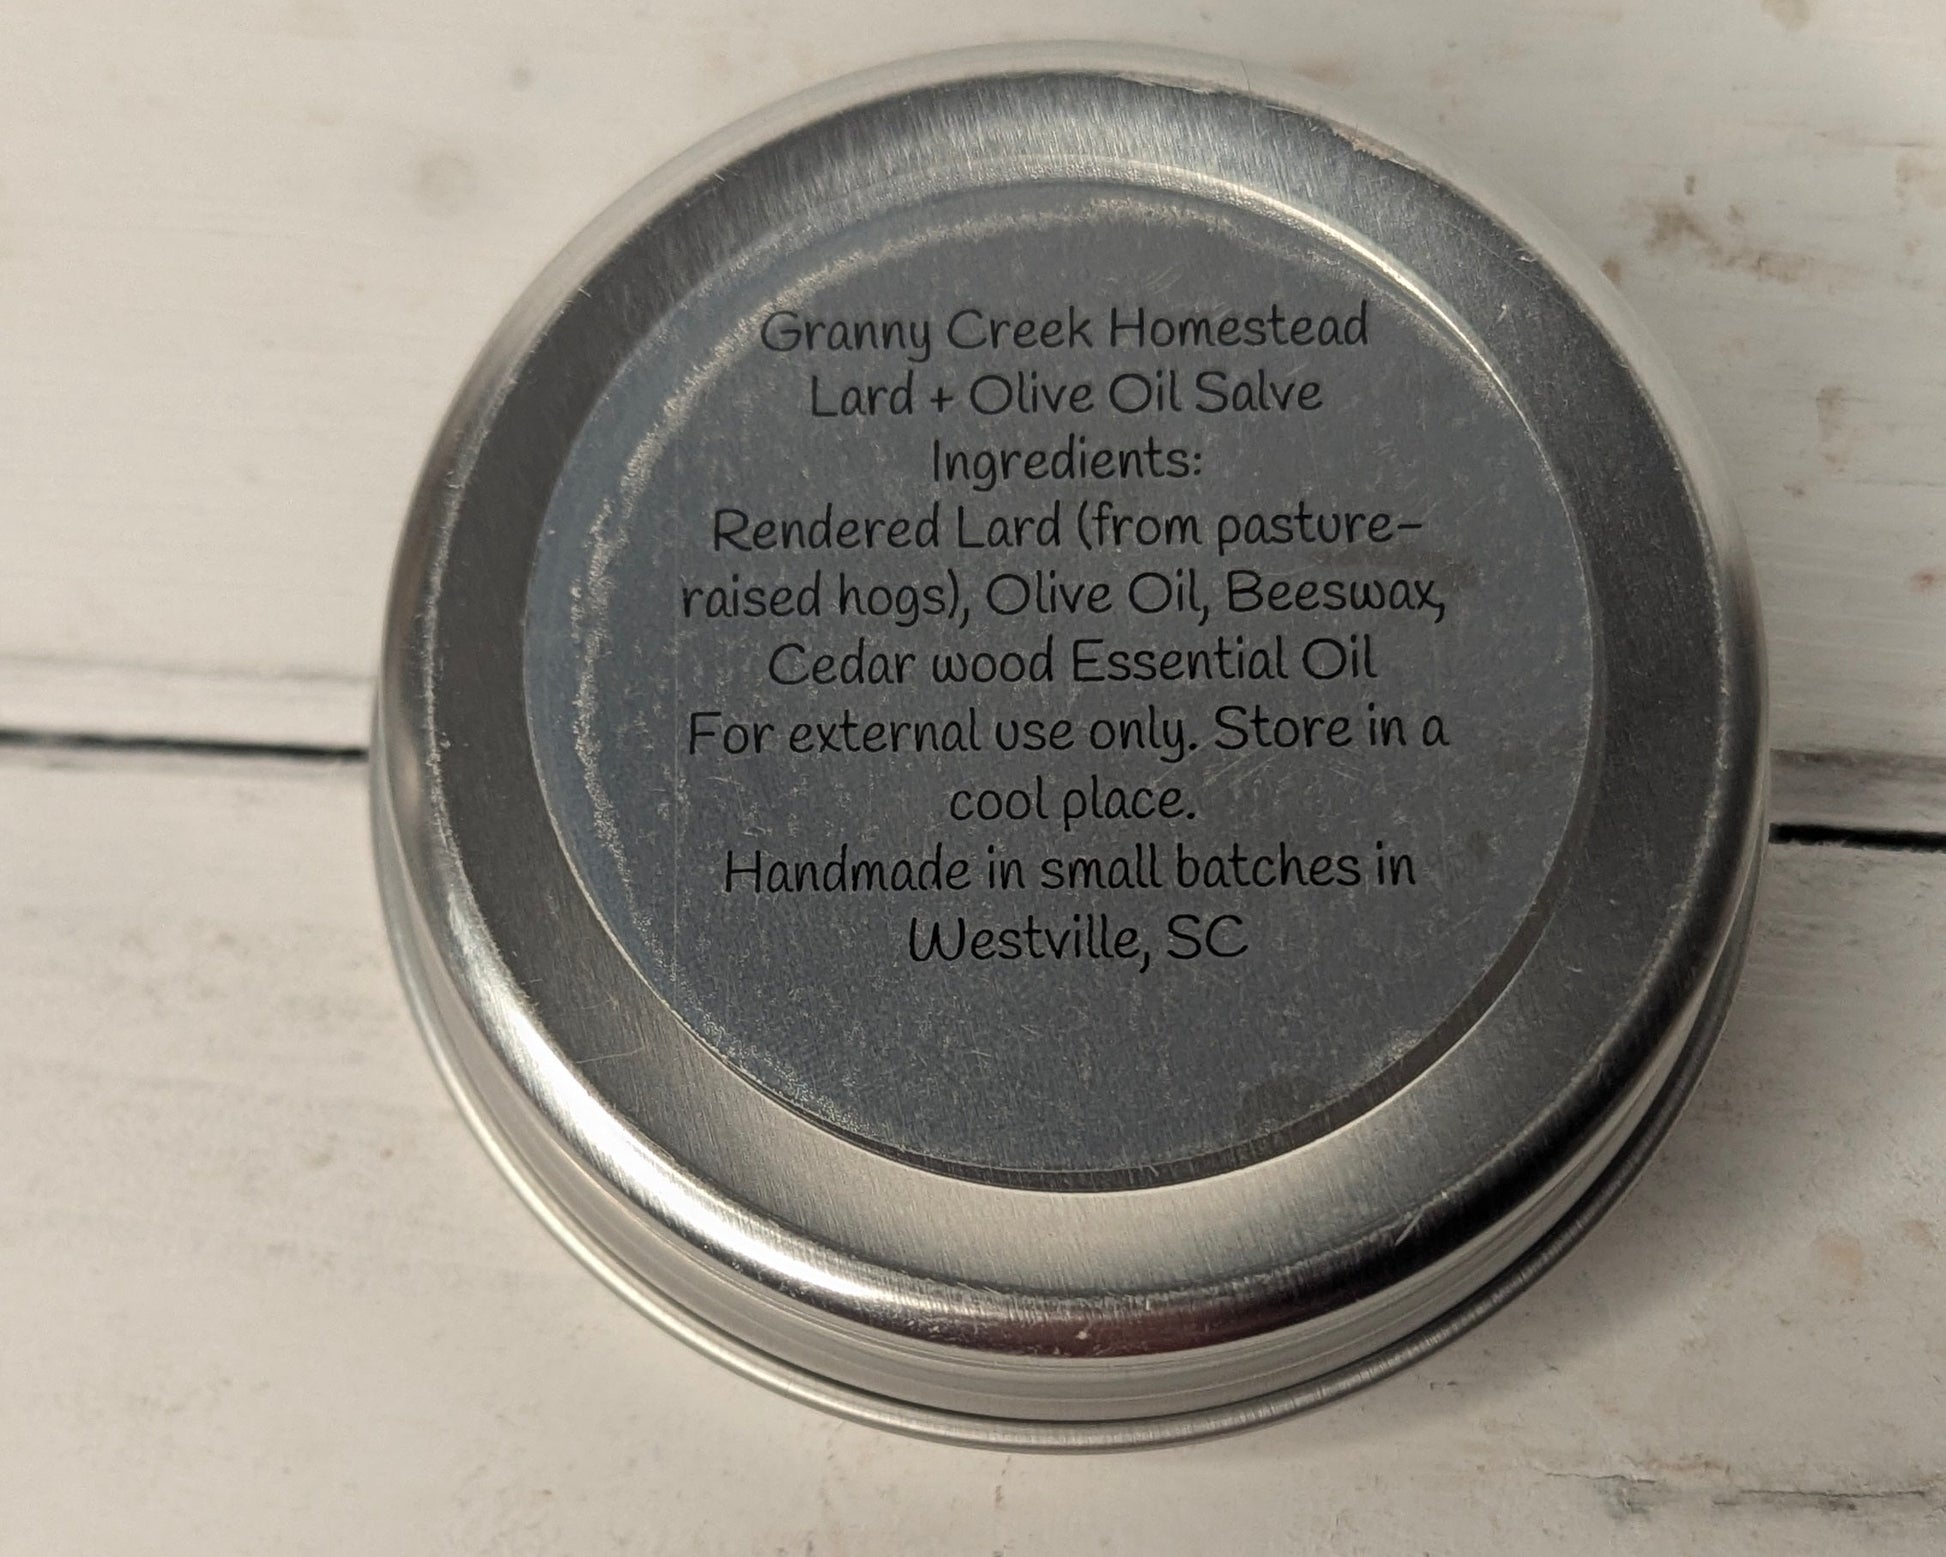 Granny Creek Homestead
Lard + Olive Oil Salve
Ingredients:
Rendered Lard (from pasture-
raised hogs), Olive Oil, Beeswax,
Cedar wood Essential Oil
For external use only. Store in a
cool place.
Handmade in small batches in
Westville, SC